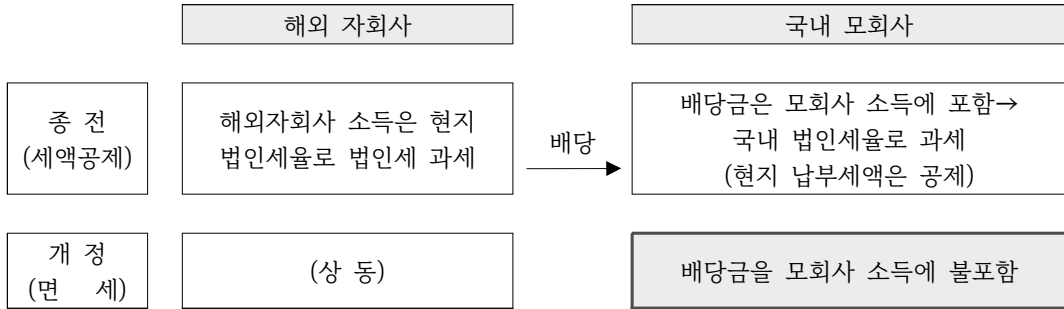 해외 자회사
국내 모회사
종 전
(세액공제)
해외자회사 소득은 현지
법인세율로 법인세 과세
배당
배당금은 모회사 소득에 포함→
국내 법인세율로 과세
(현지 납부세액은 공제)
개 정
(면 세)
(상 동)
배당금을 모회사 소득에 불포함